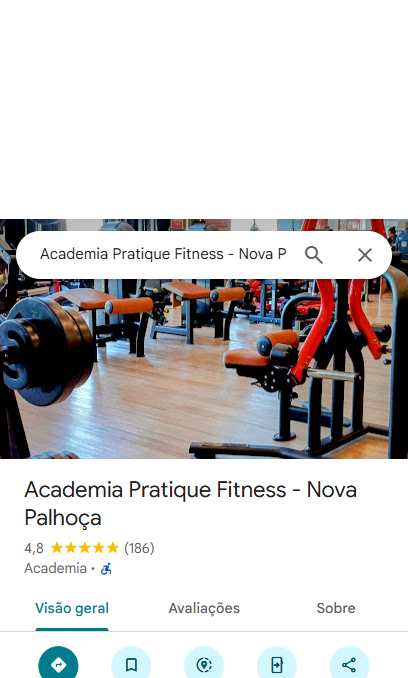 Academia Pratique Fitness - Nova P
Academia Pratique Fitness - Nova
Palhoça
4,8 (186)
Academia ·
Visão geral Avaliações Sobre